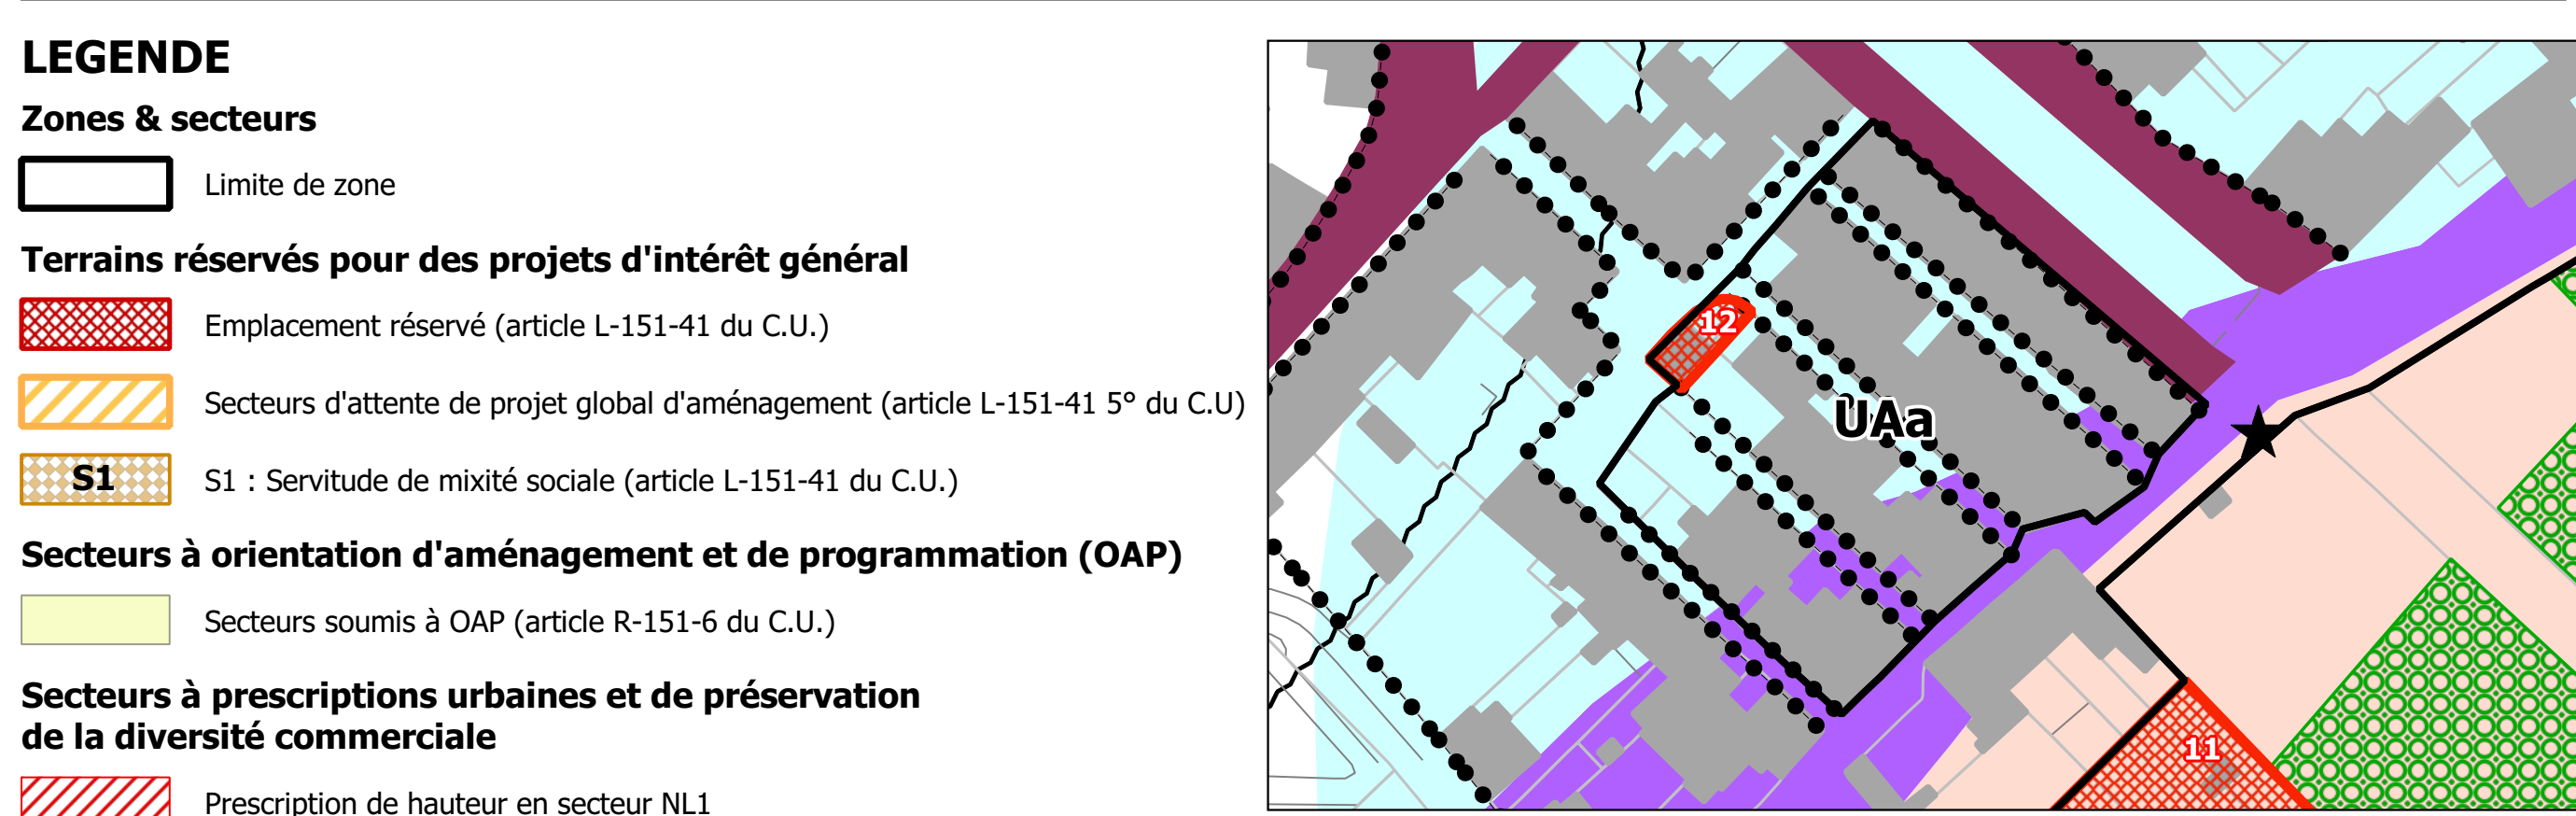 LEGENDE
Zones & secteurs
Limite de zone
Terrains réservés pour des projets d'intérêt général
Emplacement réservé (article L-151-41 du C.U.)
Secteurs d'attente de projet global d'aménagement (article L-151-41 5° du C.U)
S1
S1 : Servitude de mixité sociale (article L-151-41 du C.U.)
Secteurs à orientation d'aménagement et de programmation (OAP)
Secteurs soumis à OAP (article R-151-6 du C.U.)
Secteurs à prescriptions urbaines et de préservation
de la diversité commerciale
Prescription de hauteur en secteur NL1
12
UAa
11